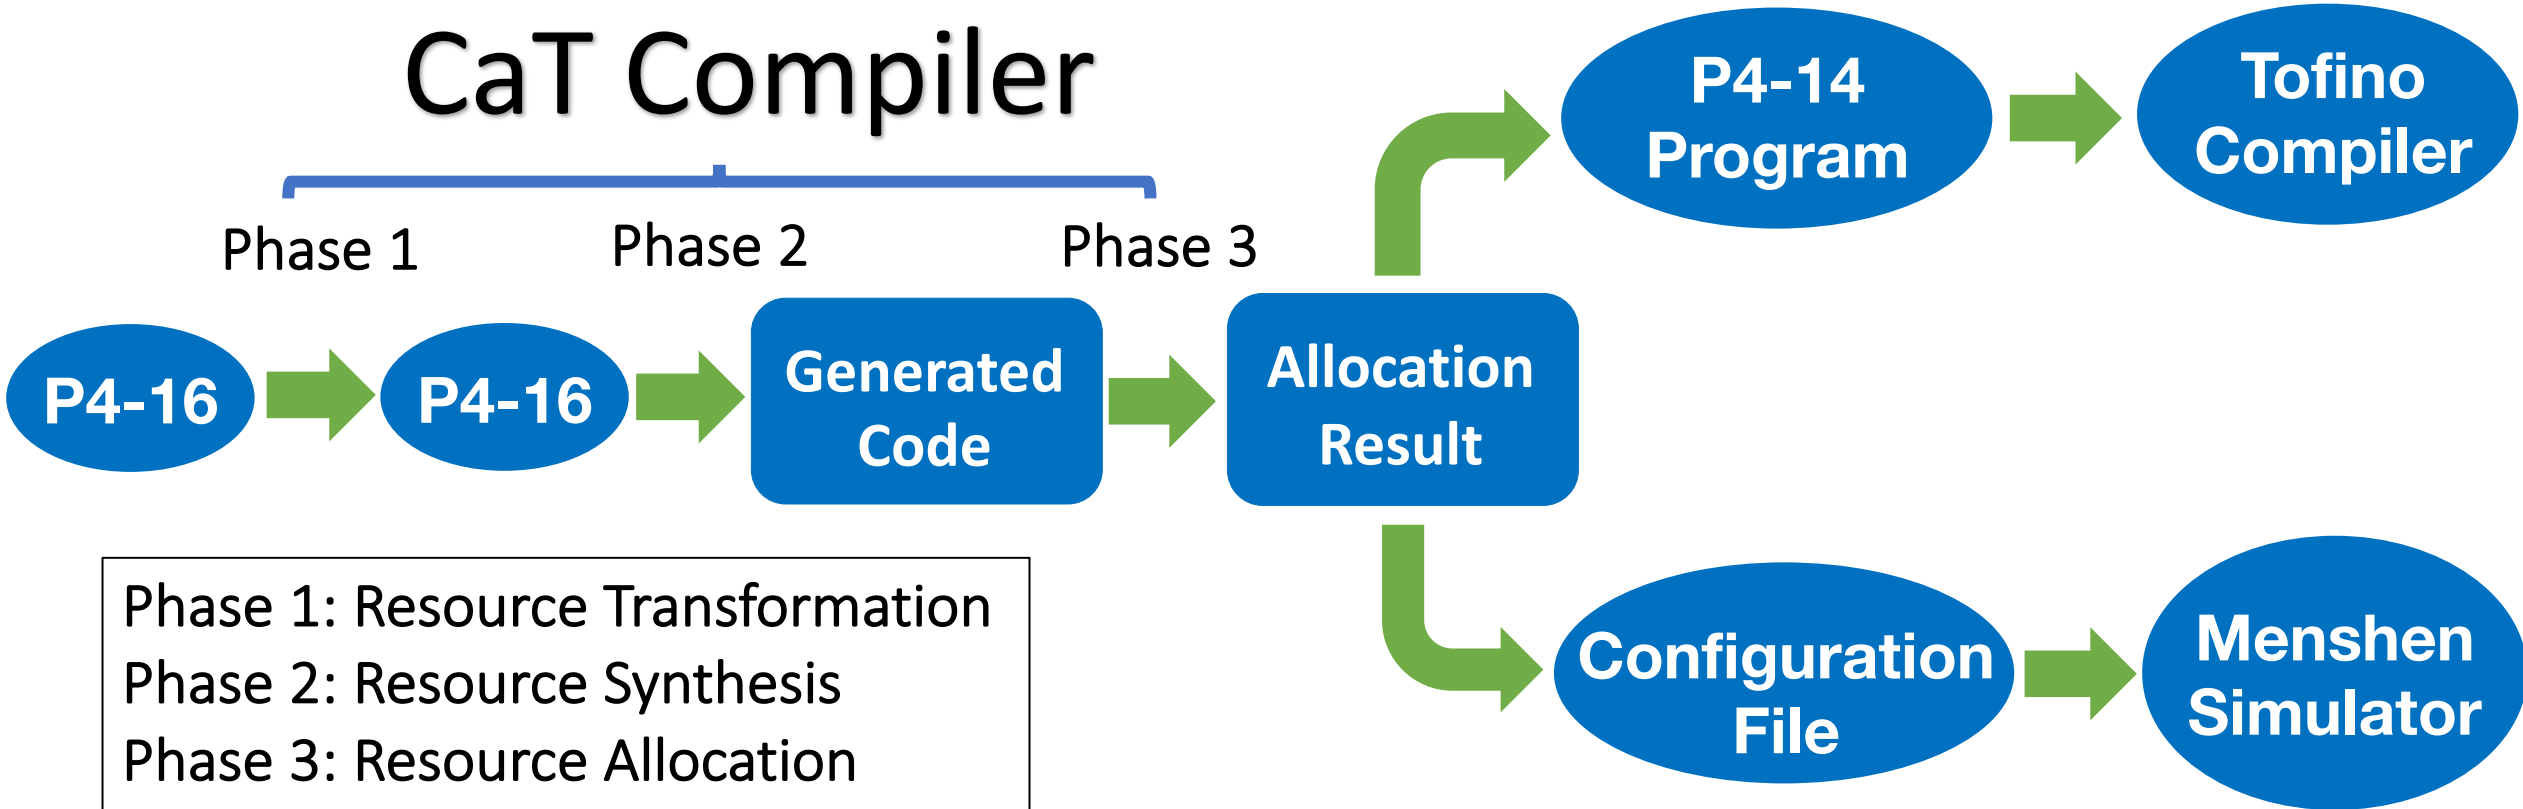 CaT Compiler
Phase 1
Phase 2
Phase 3
P4-16
P4-16
Generated
Code
Allocation
Result
P4-14
Program
Tofino
Compiler
Configuration
File
Menshen
Simulator
Phase 1: Resource Transformation
Phase 2: Resource Synthesis
Phase 3: Resource Allocation